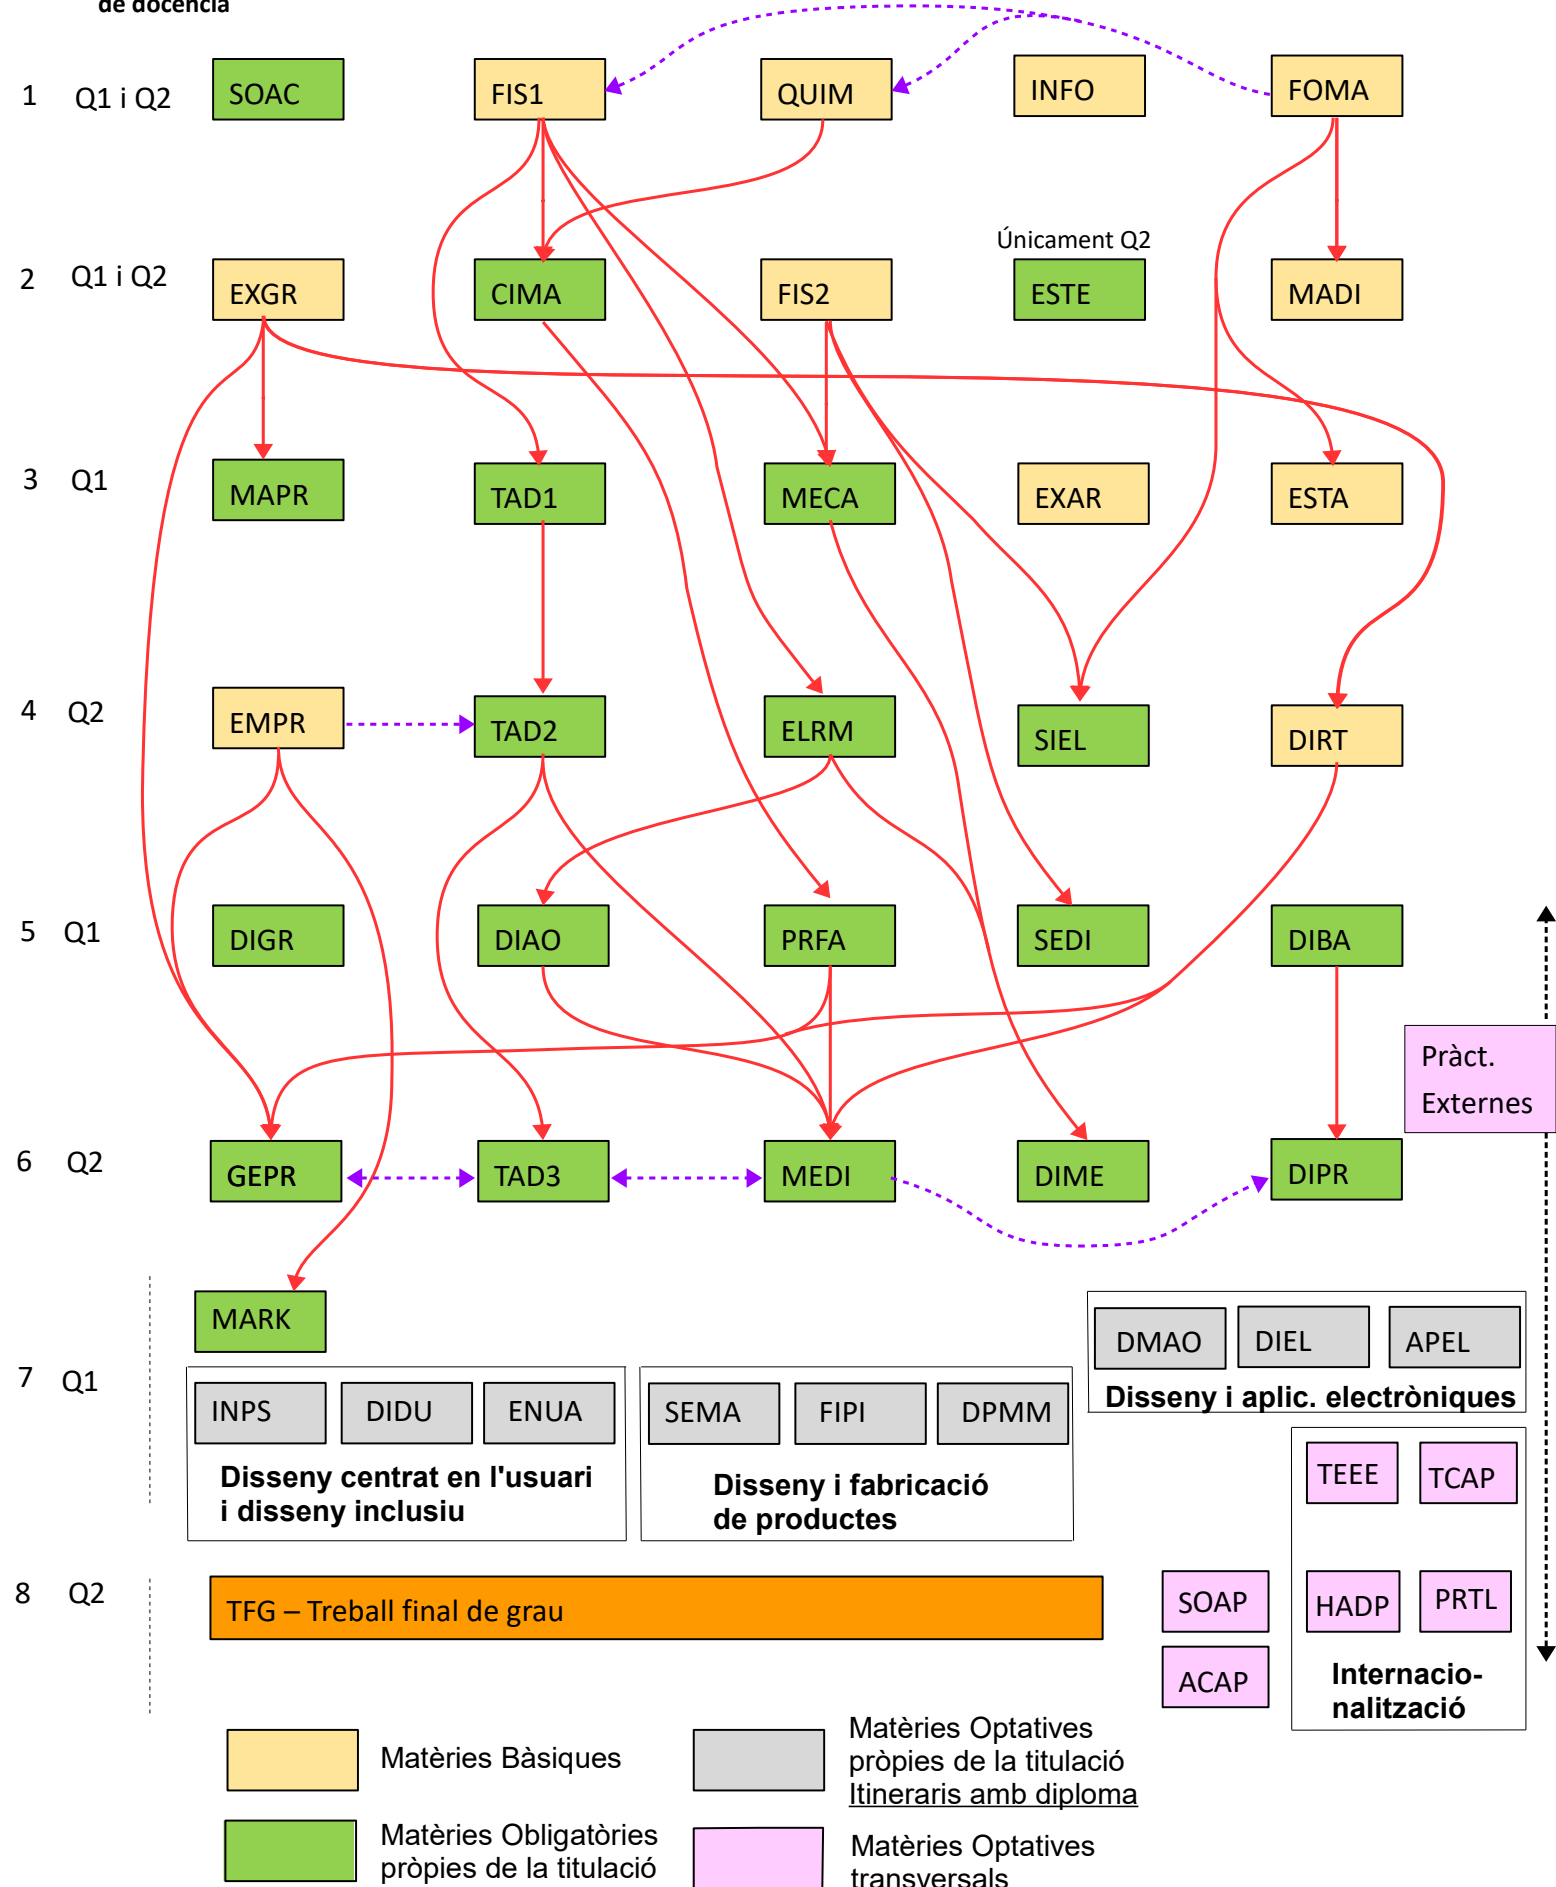 de docència
1 Q1 i Q2 SOAC FIS1 QUIM INFO FOMA
Únicament Q2
2 Q1 i Q2 EXGR CIMA FIS2 ESTE MADI
3 Q1 MAPR TAD1 MECA EXAR ESTA
4 Q2 EMPR TAD2 ELRM SIEL DIRT
5 Q1 DIGR DIAO PRFA SEDI DIBA
Pràct.
Externes
6 Q2 GEPR TAD3 MEDI DIME DIPR
MARK
DMAO DIEL APEL
Disseny i aplic. electròniques
7 Q1
INPS DIDU ENUA
Disseny centrat en l'usuari
i disseny inclusiu
SEMA FIPI DPMM
Disseny i fabricació
de productes
TEEE TCAP
8 Q2
TFG – Treball final de grau
SOAP
ACAP
HADP PRTL
Internacio-
nalització
Matèries Bàsiques
Matèries Optatives
pròpies de la titulació
Itineraris amb diploma
Matèries Obligatòries
pròpies de la titulació
Matèries Optatives
transversals